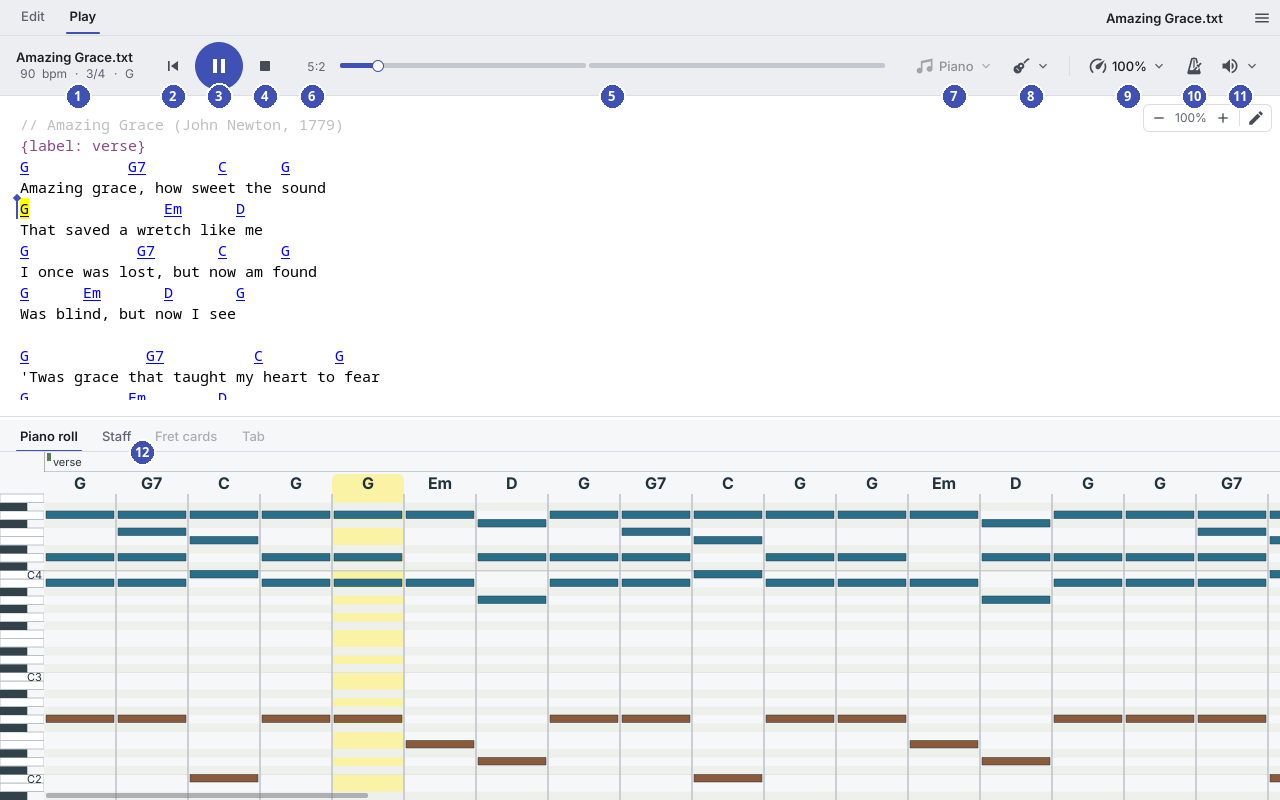 Edit Play Amazing Grace.txt
Amazing Grace.txt
90 bpm · 3/4 · G
5:2 Piano 100%
1 2 3 4 6 5 7 8 9 10 11
// Amazing Grace (John Newton, 1779)
100%
{label: verse}
G G7 C G
Amazing grace, how sweet the sound
G Em D
That saved a wretch like me
G G7 C G
I once was lost, but now am found
G Em D G
Was blind, but now I see
G G7 C G
'Twas grace that taught my heart to fear
G Em D
Piano roll Staff Fret cards Tab
12
verse
G G7 C G G Em D G G7 C G G Em D G G G7
C4
C3
C2